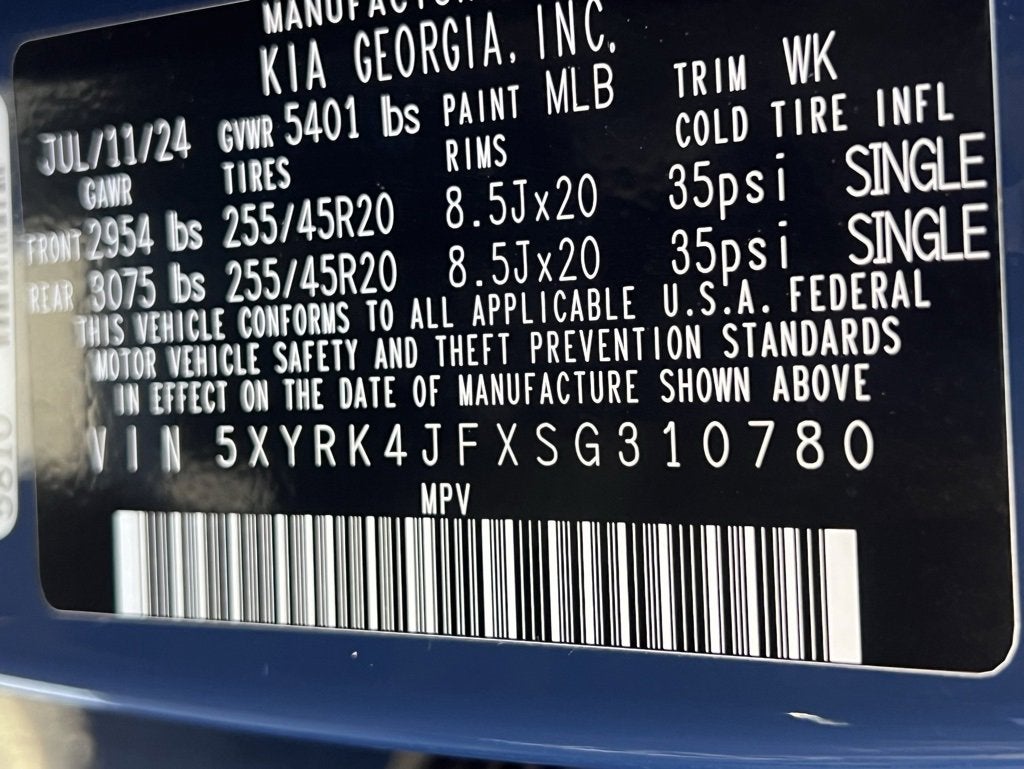 KIA GEORGIA, INC.
JUL/11/24 GVWR 5401 lbs PAINT MLB TRIM WK
GAWR TIRES RIMS COLD TIRE INFL
FRONT 2954 lbs 255/45R20 8.5Jx20 35psi SINGLE
REAR 3075 lbs 255/45R20 8.5Jx20 35psi SINGLE
THIS VEHICLE CONFORMS TO ALL APPLICABLE U.S.A. FEDERAL
MOTOR VEHICLE SAFETY AND THEFT PREVENTION STANDARDS
IN EFFECT ON THE DATE OF MANUFACTURE SHOWN ABOVE
VIN 5XYRK4JFXSG310780
MPV